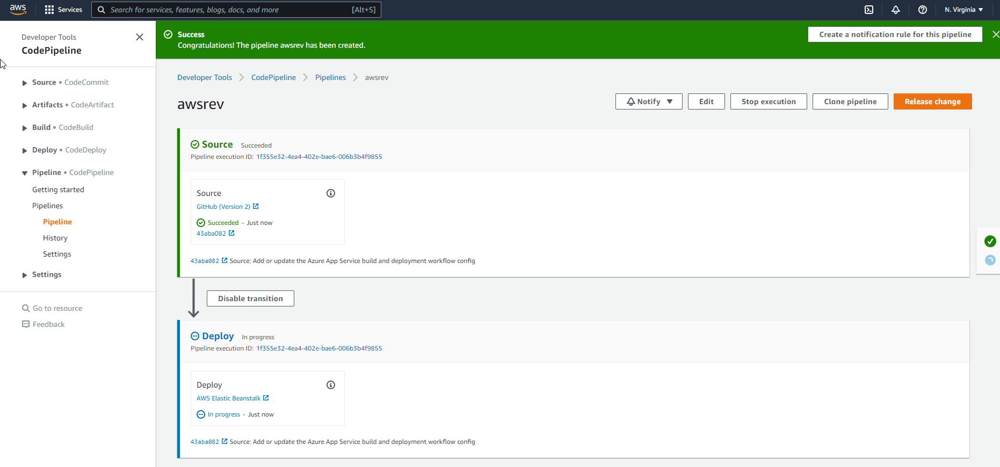 aws
Services
Search for services, features, blogs, docs, and more [Alt+S]
N. Virginia
Developer Tools
CodePipeline
Source • CodeCommit
Artifacts • CodeArtifact
Build • CodeBuild
Deploy • CodeDeploy
Pipeline • CodePipeline
Getting started
Pipelines
Pipeline
History
Settings
Settings
Go to resource
Feedback
Success
Congratulations! The pipeline awsrev has been created.
Create a notification rule for this pipeline
Developer Tools CodePipeline Pipelines awsrev
awsrev
Notify Edit Stop execution Clone pipeline Release change
Source Succeeded
Pipeline execution ID: 1f355e32-4ea4-402e-bae6-006b3b4f9855
Source
GitHub (Version 2)
Succeeded - Just now
43aba082
43aba082 Source: Add or update the Azure App Service build and deployment workflow config
Disable transition
Deploy In progress
Pipeline execution ID: 1f355e32-4ea4-402e-bae6-006b3b4f9855
Deploy
AWS Elastic Beanstalk
In progress - Just now
43aba082 Source: Add or update the Azure App Service build and deployment workflow config